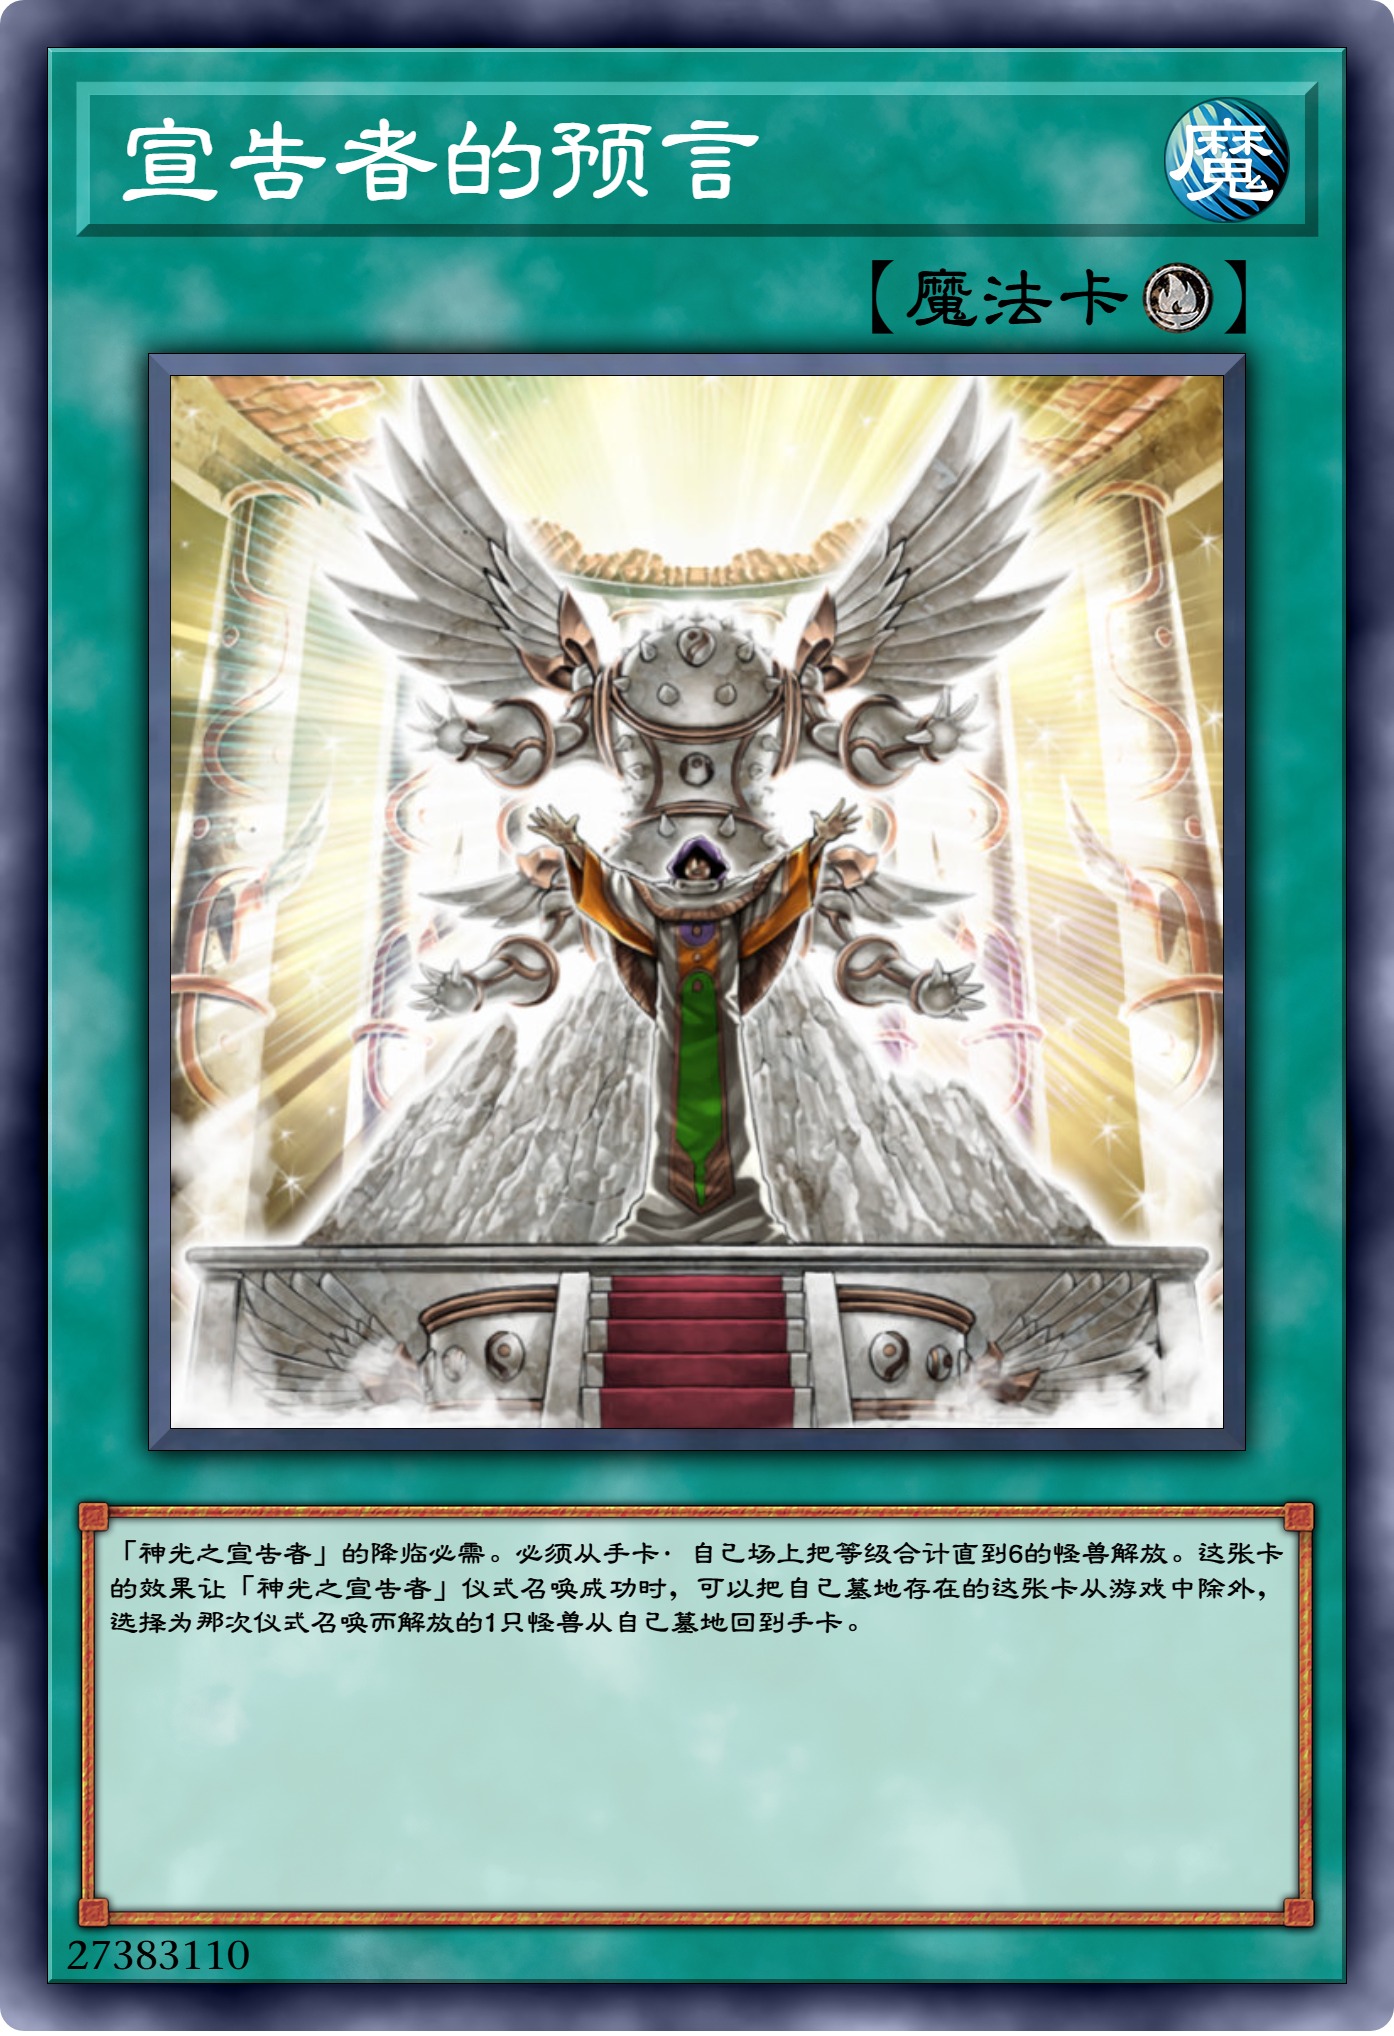 宣告者的预言
魔
【魔法卡】
「神光之宣告者」的降临必需。必须从手卡·自己场上把等级合计直到6的怪兽解放。这张卡
的效果让「神光之宣告者」仪式召唤成功时，可以把自己墓地存在的这张卡从游戏中除外，
选择为那次仪式召唤而解放的1只怪兽从自己墓地回到手卡。
27383110